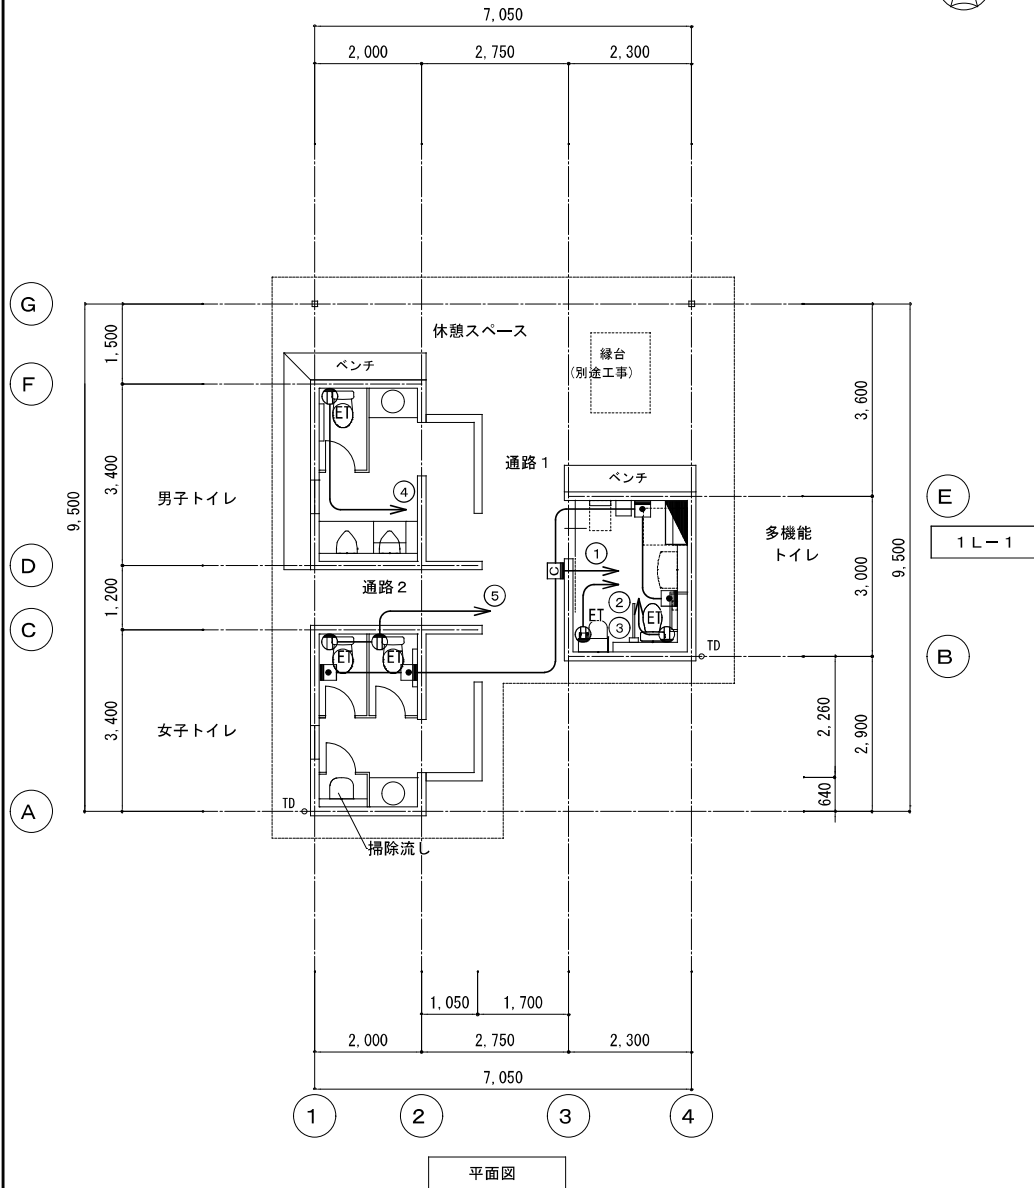 7,050
2,000
2,750
2,300
G
F
D
C
A
1,500
3,400
1,200
3,400
9,500
休憩スペース
縁台
(別途工事)
ベンチ
ET
通路1
ベンチ
男子トイレ
④
多機能
トイレ
E
1L-1
3,600
3,000
9,500
C
①
通路2
⑤
②
③
ET
ET
TD
B
ET
ET
女子トイレ
2,260
2,900
640
TD
掃除流し
1,050
1,700
2,000
2,750
2,300
7,050
1
2
3
4
平面図